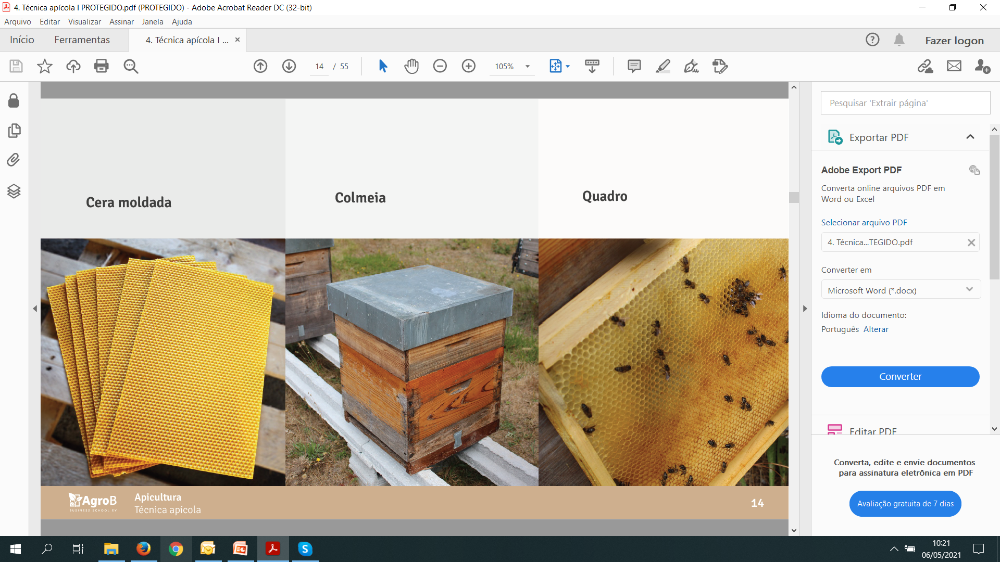 4. Técnica apícola I PROTEGIDO.pdf (PROTEGIDO) - Adobe Acrobat Reader DC (32-bit)
Arquivo Editar Visualizar Assinar Janela Ajuda
Início Ferramentas 4. Técnica apícola I ... Fazer logon
14 / 55 105%
Pesquisar 'Extrair página'
Exportar PDF
Adobe Export PDF
Converta online arquivos PDF em
Word ou Excel
Selecionar arquivo PDF
4. Técnica...TEGIDO.pdf
Converter em
Microsoft Word (*.docx)
Idioma do documento:
Português Alterar
Converter
Editar PDF
Converta, edite e envie documentos
para assinatura eletrônica em PDF
Avaliação gratuita de 7 dias
Cera moldada
Colmeia
Quadro
AgroB
BUSINESS SCHOOL EV
Apicultura
Técnica apícola
14
10:21
06/05/2021